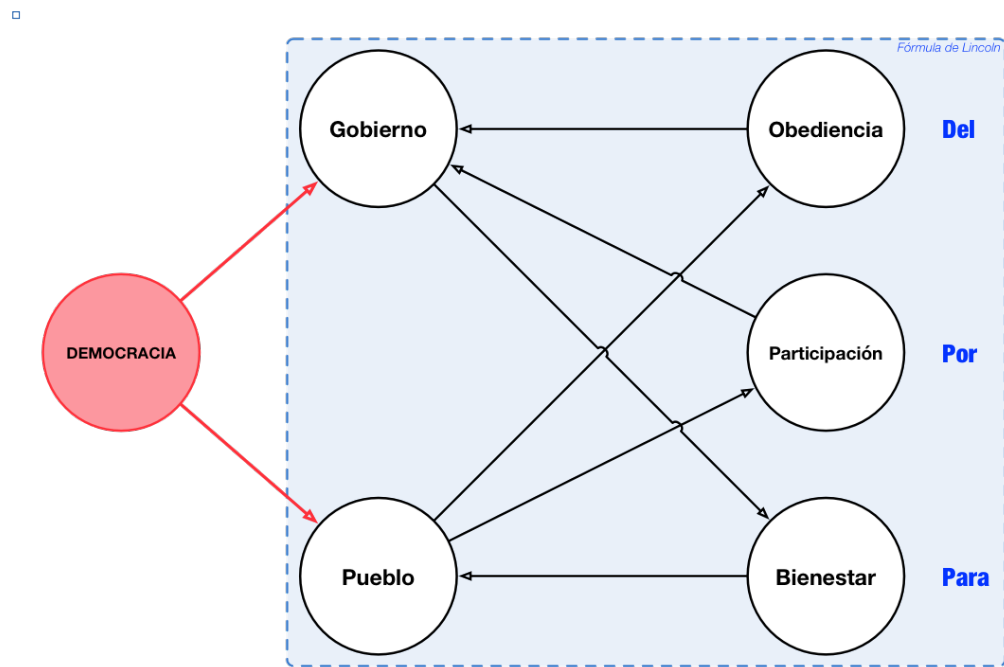 Fórmula de Lincoln
Gobierno
Obediencia
Del
DEMOCRACIA
Participación
Por
Pueblo
Bienestar
Para